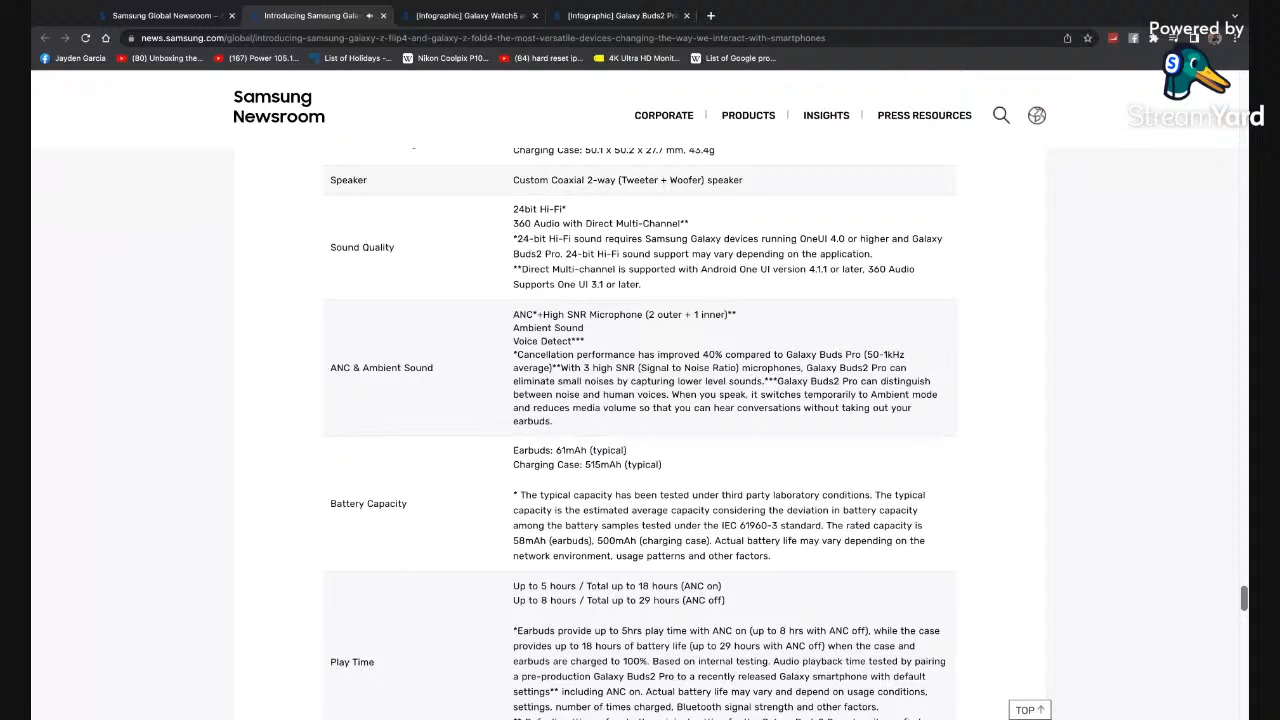 Samsung Global Newsroom –
Introducing Samsung Gala
[Infographic] Galaxy Watch5 a
[Infographic] Galaxy Buds2 Pro
news.samsung.com/global/introducing-samsung-galaxy-z-flip4-and-galaxy-z-fold4-the-most-versatile-devices-changing-the-way-we-interact-with-smartphones
Jayden Garcia
(80) Unboxing the...
(167) Power 105.1...
List of Holidays -...
Nikon Coolpix P10...
(84) hard reset ip...
4K Ultra HD Monit...
List of Google pro...
Powered by
StreamYard
Samsung
Newsroom
CORPORATE
PRODUCTS
INSIGHTS
PRESS RESOURCES
Charging Case: 50.1 x 50.2 x 27.7 mm, 43.4g
Speaker
Custom Coaxial 2-way (Tweeter + Woofer) speaker
Sound Quality
24bit Hi-Fi*
360 Audio with Direct Multi-Channel**
*24-bit Hi-Fi sound requires Samsung Galaxy devices running OneUI 4.0 or higher and Galaxy
Buds2 Pro. 24-bit Hi-Fi sound support may vary depending on the application.
**Direct Multi-channel is supported with Android One UI version 4.1.1 or later, 360 Audio
Supports One UI 3.1 or later.
ANC & Ambient Sound
ANC*+High SNR Microphone (2 outer + 1 inner)**
Ambient Sound
Voice Detect***
*Cancellation performance has improved 40% compared to Galaxy Buds Pro (50-1kHz
average)**With 3 high SNR (Signal to Noise Ratio) microphones, Galaxy Buds2 Pro can
eliminate small noises by capturing lower level sounds.***Galaxy Buds2 Pro can distinguish
between noise and human voices. When you speak, it switches temporarily to Ambient mode
and reduces media volume so that you can hear conversations without taking out your
earbuds.
Battery Capacity
Earbuds: 61mAh (typical)
Charging Case: 515mAh (typical)
* The typical capacity has been tested under third party laboratory conditions. The typical
capacity is the estimated average capacity considering the deviation in battery capacity
among the battery samples tested under the IEC 61960-3 standard. The rated capacity is
58mAh (earbuds), 500mAh (charging case). Actual battery life may vary depending on the
network environment, usage patterns and other factors.
Play Time
Up to 5 hours / Total up to 18 hours (ANC on)
Up to 8 hours / Total up to 29 hours (ANC off)
*Earbuds provide up to 5hrs play time with ANC on (up to 8 hrs with ANC off), while the case
provides up to 18 hours of battery life (up to 29 hours with ANC off) when the case and
earbuds are charged to 100%. Based on internal testing. Audio playback time tested by pairing
a pre-production Galaxy Buds2 Pro to a recently released Galaxy smartphone with default
settings** including ANC on. Actual battery life may vary and depend on usage conditions,
settings, number of times charged, Bluetooth signal strength and other factors.
TOP